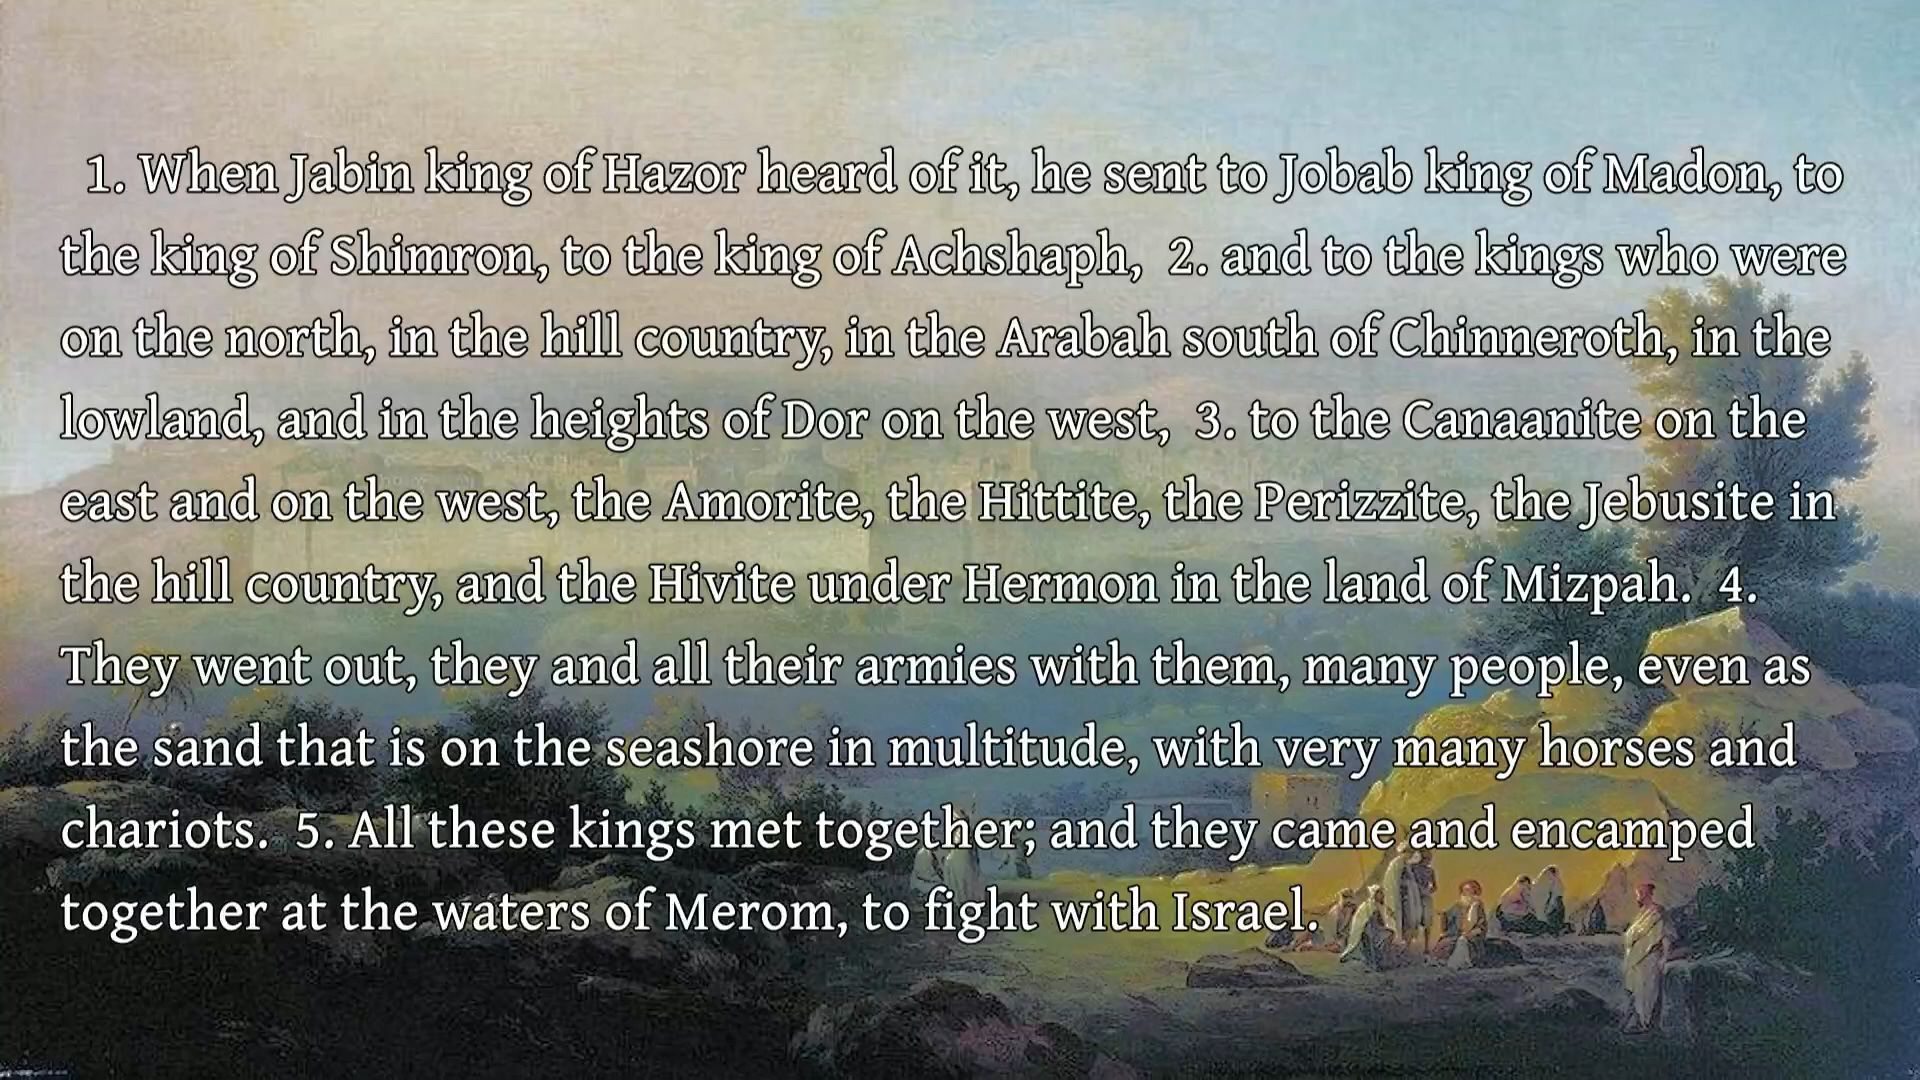 1. When Jabin king of Hazor heard of it, he sent to Jobab king of Madon, to
the king of Shimron, to the king of Achshaph, 2. and to the kings who were
on the north, in the hill country, in the Arabah south of Chinneroth, in the
lowland, and in the heights of Dor on the west, 3. to the Canaanite on the
east and on the west, the Amorite, the Hittite, the Perizzite, the Jebusite in
the hill country, and the Hivite under Hermon in the land of Mizpah. 4.
They went out, they and all their armies with them, many people, even as
the sand that is on the seashore in multitude, with very many horses and
chariots. 5. All these kings met together; and they came and encamped
together at the waters of Merom, to fight with Israel.